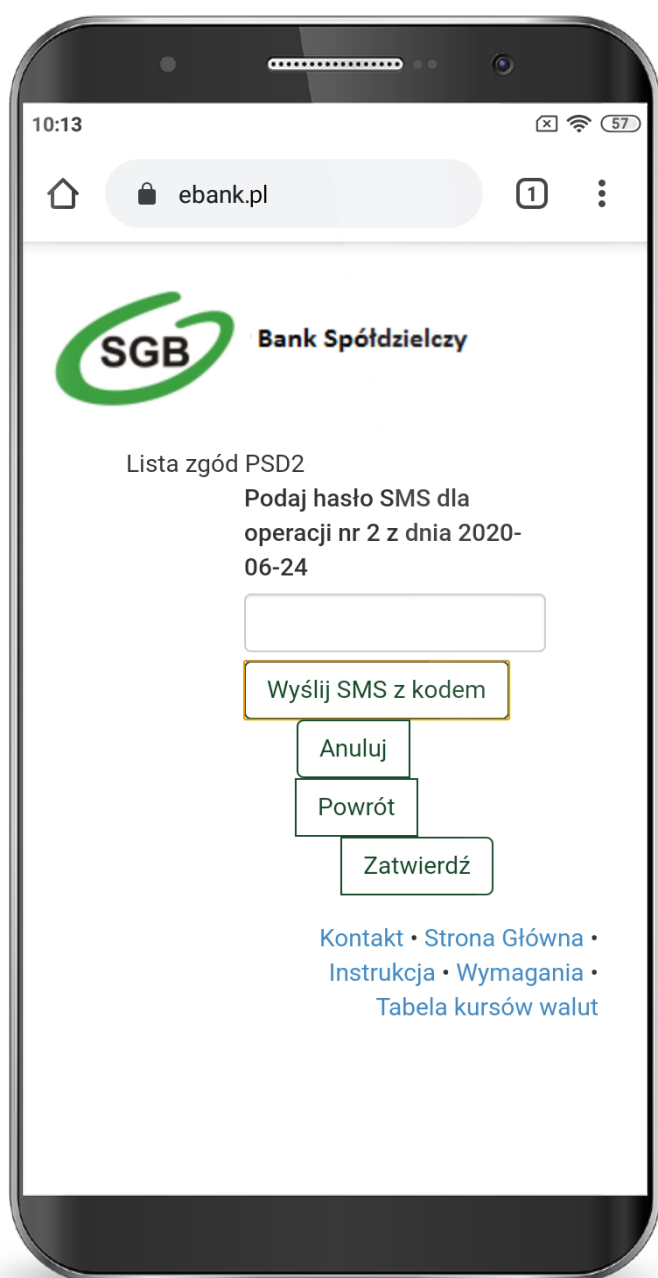 10:13
57
ebank.pl
1
SGB
Bank Spółdzielczy
Lista zgód PSD2
Podaj hasło SMS dla
operacji nr 2 z dnia 2020-
06-24
Wyślij SMS z kodem
Anuluj
Powrót
Zatwierdź
Kontakt • Strona Główna •
Instrukcja • Wymagania •
Tabela kursów walut